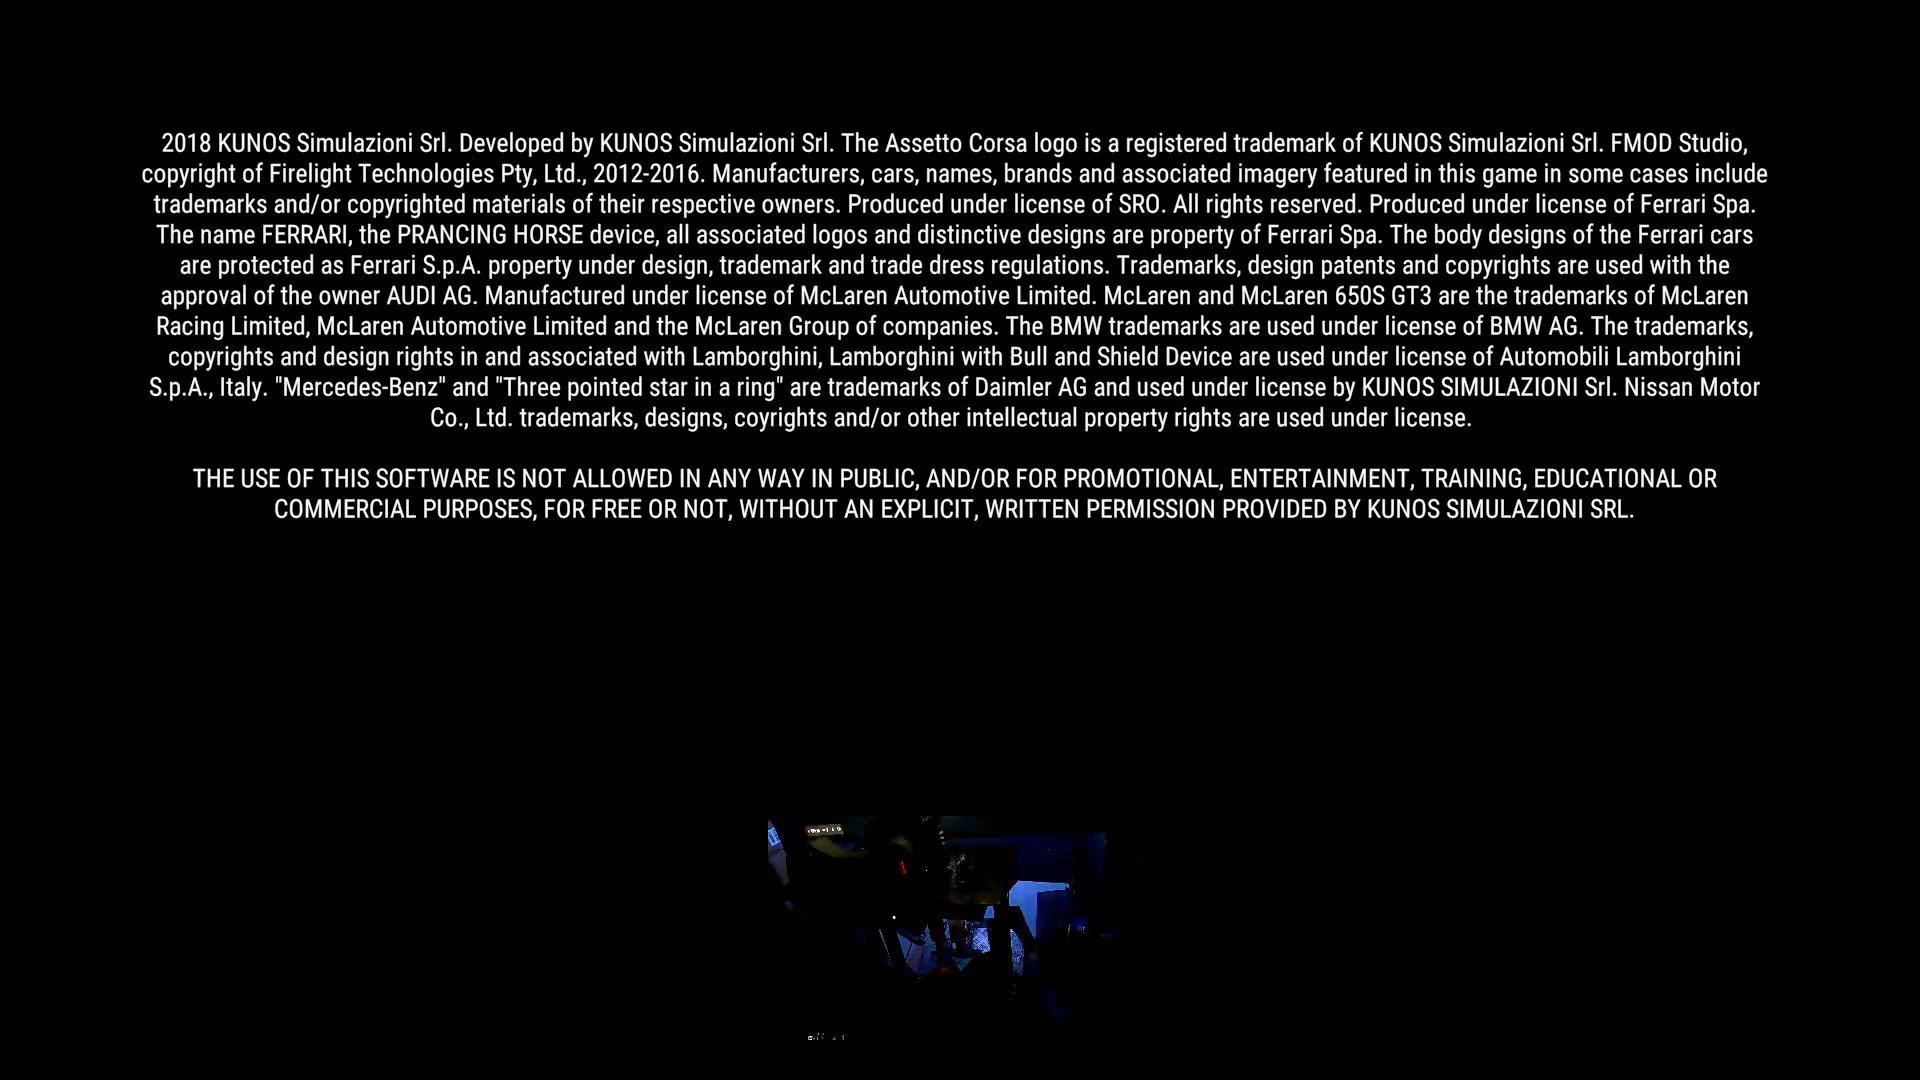 2018 KUNOS Simulazioni Srl. Developed by KUNOS Simulazioni Srl. The Assetto Corsa logo is a registered trademark of KUNOS Simulazioni Srl. FMOD Studio,
copyright of Firelight Technologies Pty, Ltd., 2012-2016. Manufacturers, cars, names, brands and associated imagery featured in this game in some cases include
trademarks and/or copyrighted materials of their respective owners. Produced under license of SRO. All rights reserved. Produced under license of Ferrari Spa.
The name FERRARI, the PRANCING HORSE device, all associated logos and distinctive designs are property of Ferrari Spa. The body designs of the Ferrari cars
are protected as Ferrari S.p.A. property under design, trademark and trade dress regulations. Trademarks, design patents and copyrights are used with the
approval of the owner AUDI AG. Manufactured under license of McLaren Automotive Limited. McLaren and McLaren 650S GT3 are the trademarks of McLaren
Racing Limited, McLaren Automotive Limited and the McLaren Group of companies. The BMW trademarks are used under license of BMW AG. The trademarks,
copyrights and design rights in and associated with Lamborghini, Lamborghini with Bull and Shield Device are used under license of Automobili Lamborghini
S.p.A., Italy. "Mercedes-Benz" and "Three pointed star in a ring" are trademarks of Daimler AG and used under license by KUNOS SIMULAZIONI Srl. Nissan Motor
Co., Ltd. trademarks, designs, coyrights and/or other intellectual property rights are used under license.
THE USE OF THIS SOFTWARE IS NOT ALLOWED IN ANY WAY IN PUBLIC, AND/OR FOR PROMOTIONAL, ENTERTAINMENT, TRAINING, EDUCATIONAL OR
COMMERCIAL PURPOSES, FOR FREE OR NOT, WITHOUT AN EXPLICIT, WRITTEN PERMISSION PROVIDED BY KUNOS SIMULAZIONI SRL.